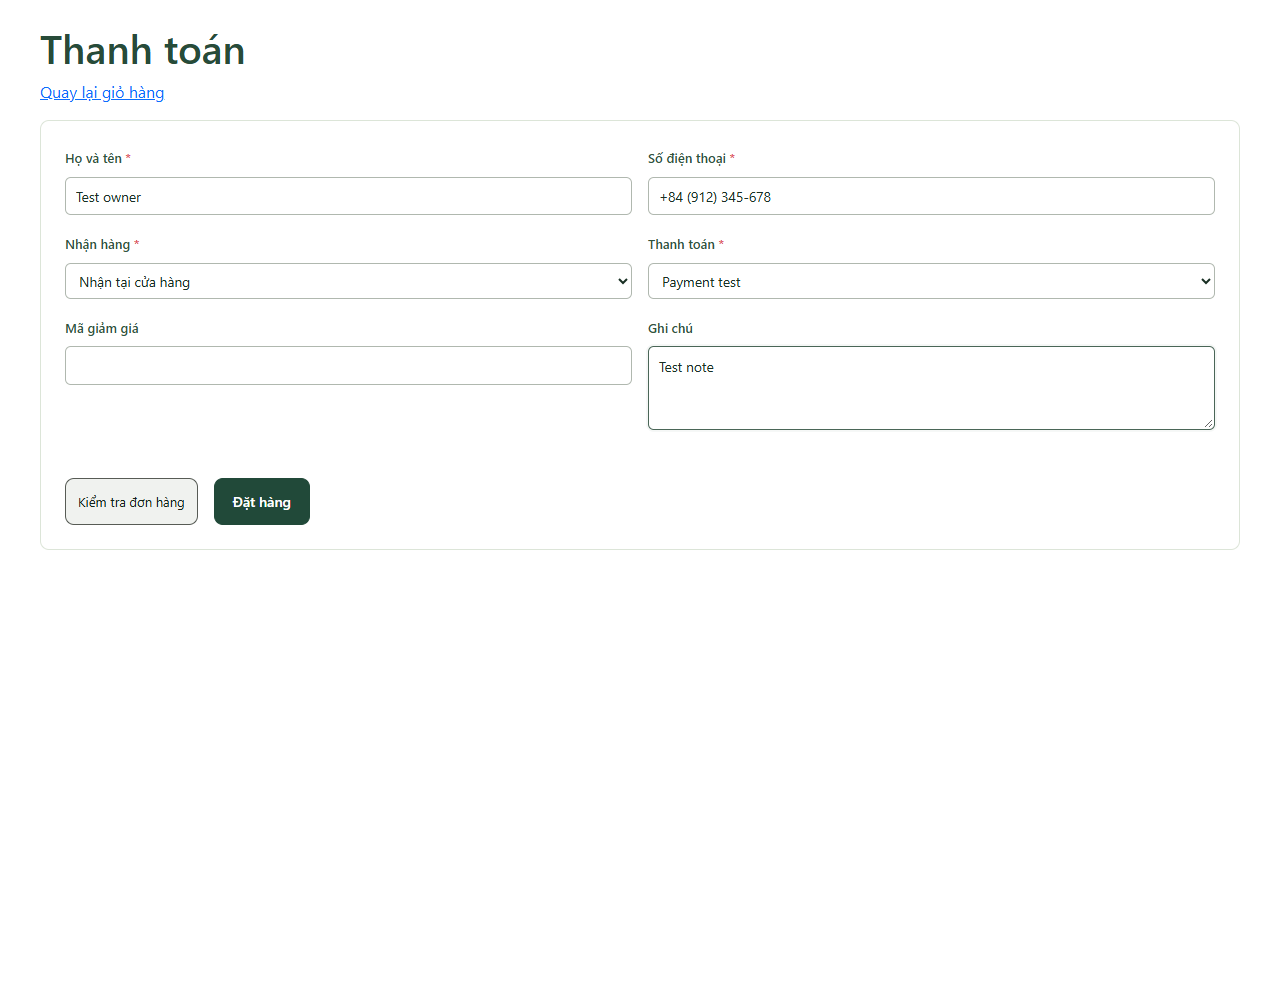 Thanh toán
Quay lại giỏ hàng
Họ và tên *
Số điện thoại *
Test owner
+84 (912) 345-678
Nhận hàng *
Thanh toán *
Nhận tại cửa hàng
Payment test
Mã giảm giá
Ghi chú
Test note
Kiểm tra đơn hàng
Đặt hàng